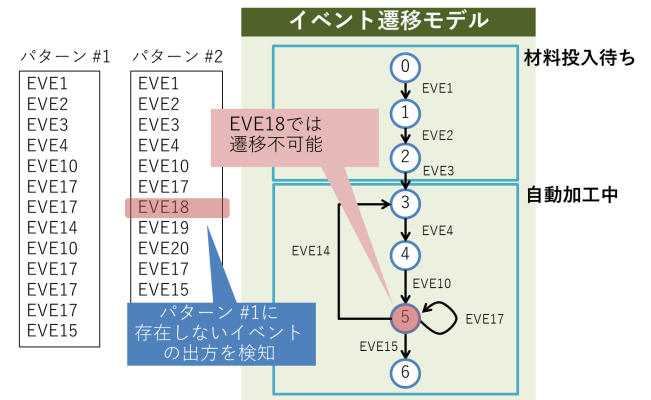 イベント遷移モデル
パターン #1
パターン #2
材料投入待ち
EVE1
EVE2
EVE3
EVE4
EVE10
EVE17
EVE17
EVE14
EVE10
EVE17
EVE17
EVE17
EVE15
EVE1
EVE2
EVE3
EVE4
EVE10
EVE17
EVE18
EVE19
EVE20
EVE17
EVE15
EVE18では
遷移不可能
パターン #1に
存在しないイベント
の出方を検知
0
EVE1
1
EVE2
2
EVE3
自動加工中
3
EVE4
EVE14
4
EVE10
5
EVE17
EVE15
6